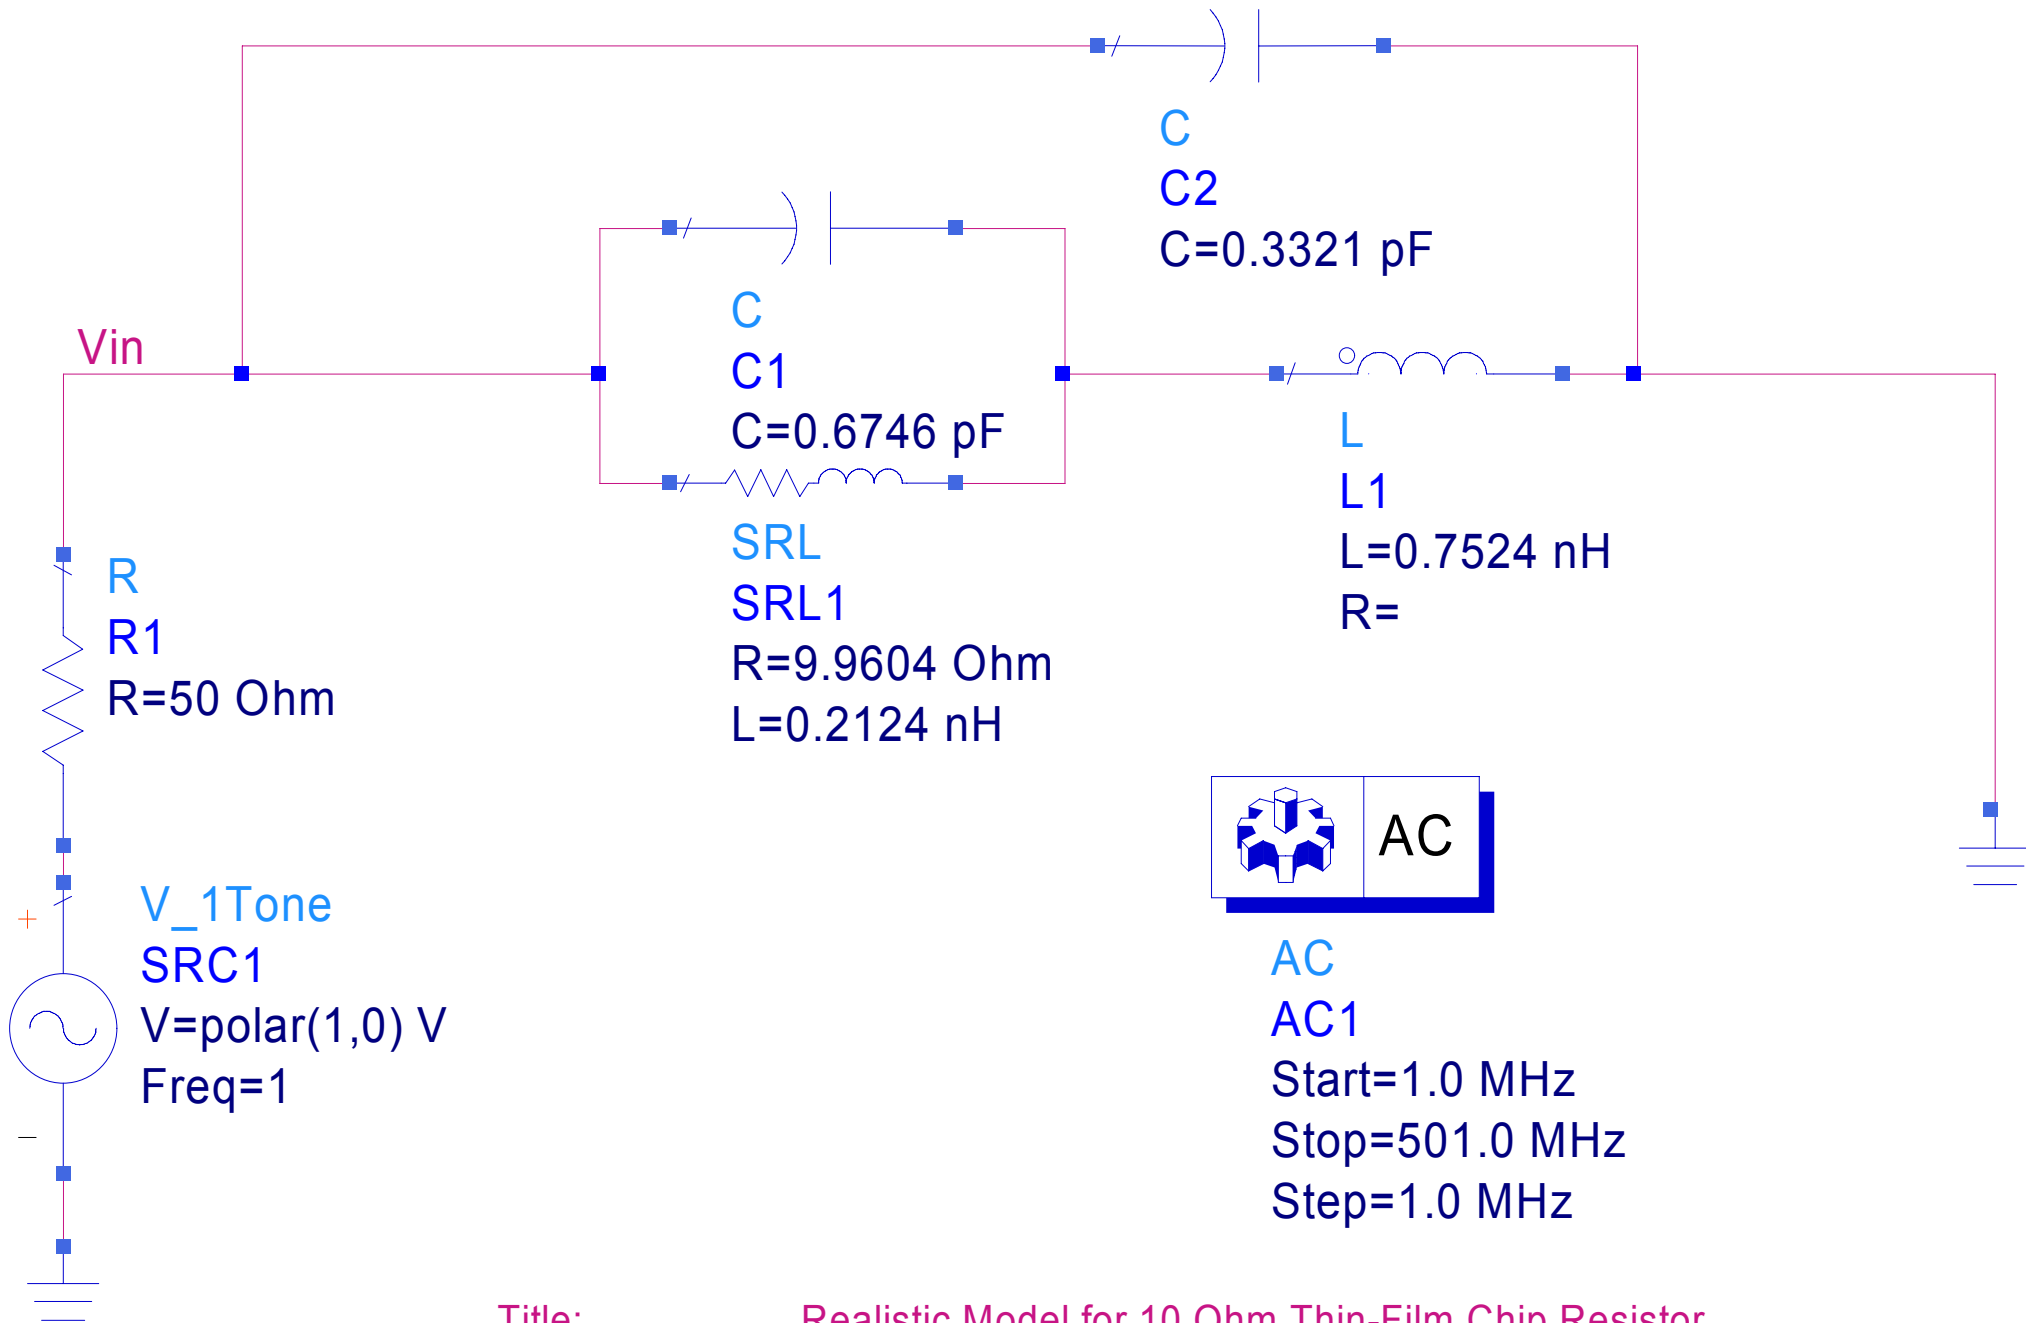 C
C2
C=0.3321 pF
C
C1
C=0.6746 pF
Vin
L
L1
L=0.7524 nH
R=
SRL
SRL1
R=9.9604 Ohm
L=0.2124 nH
R
R1
R=50 Ohm
AC
V_1Tone
SRC1
V=polar(1,0) V
Freq=1
+
−
AC
AC1
Start=1.0 MHz
Stop=501.0 MHz
Step=1.0 MHz
Title: Realistic Model for 10 Ohm Thin-Film Chip Resistor